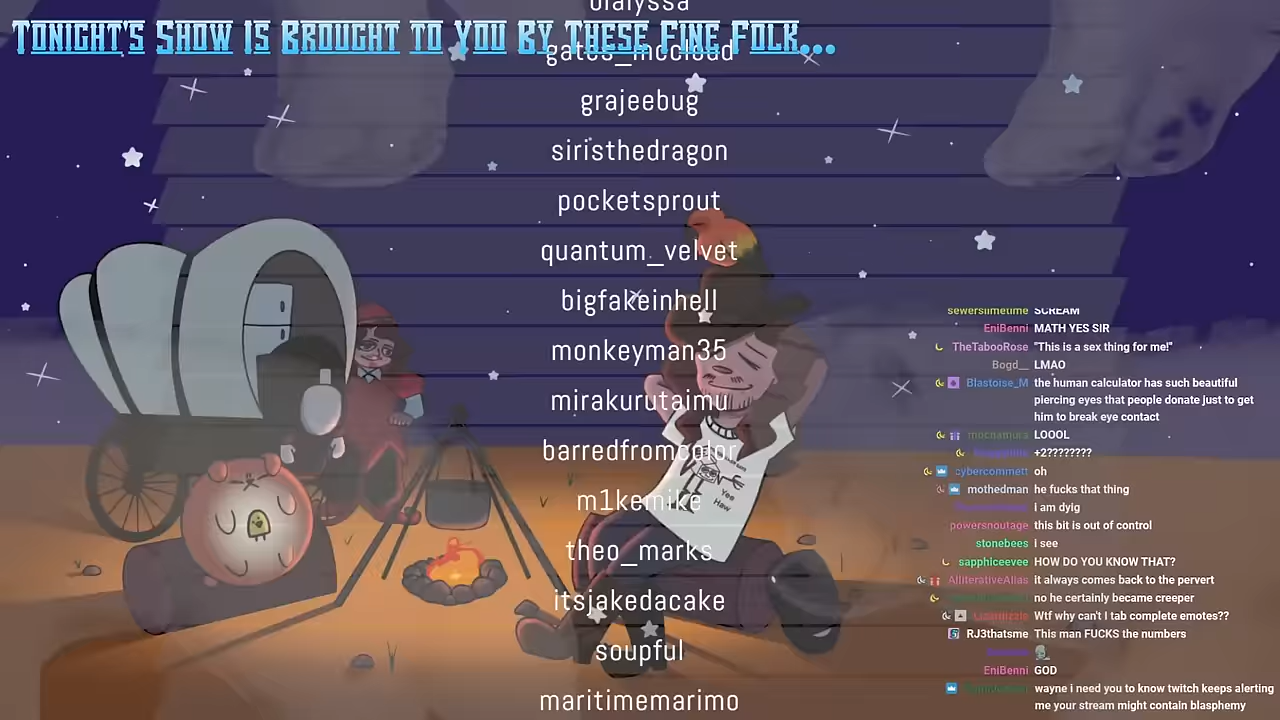 TONIGHT'S SHOW IS BROUGHT TO YOU BY THESE FINE FOLK...
gates_mccloud
grajeebug
siristhedragon
pocketsprout
quantum_velvet
bigfakeinhell
monkeyman35
mirakurutaimu
barredfromcolor
m1kemike
theo_marks
itsjakedacake
soupful
maritimemarimo
Yee
Haw
sewerslimetime SCREAM
EniBenni MATH YES SIR
TheTabooRose "This is a sex thing for me!"
Bogd__ LMAO
Blastoise_M the human calculator has such beautiful
piercing eyes that people donate just to get
him to break eye contact
mochamura LOOOL
+2????????
cybercommett oh
mothedman he fucks that thing
i am dyig
powersnoutage this bit is out of control
stonebees i see
sapphiceevee HOW DO YOU KNOW THAT?
AlliterativeAlias it always comes back to the pervert
no he certainly became creeper
Wtf why can't I tab complete emotes??
RJ3thatsme This man FUCKS the numbers
EniBenni GOD
wayne i need you to know twitch keeps alerting
me your stream might contain blasphemy